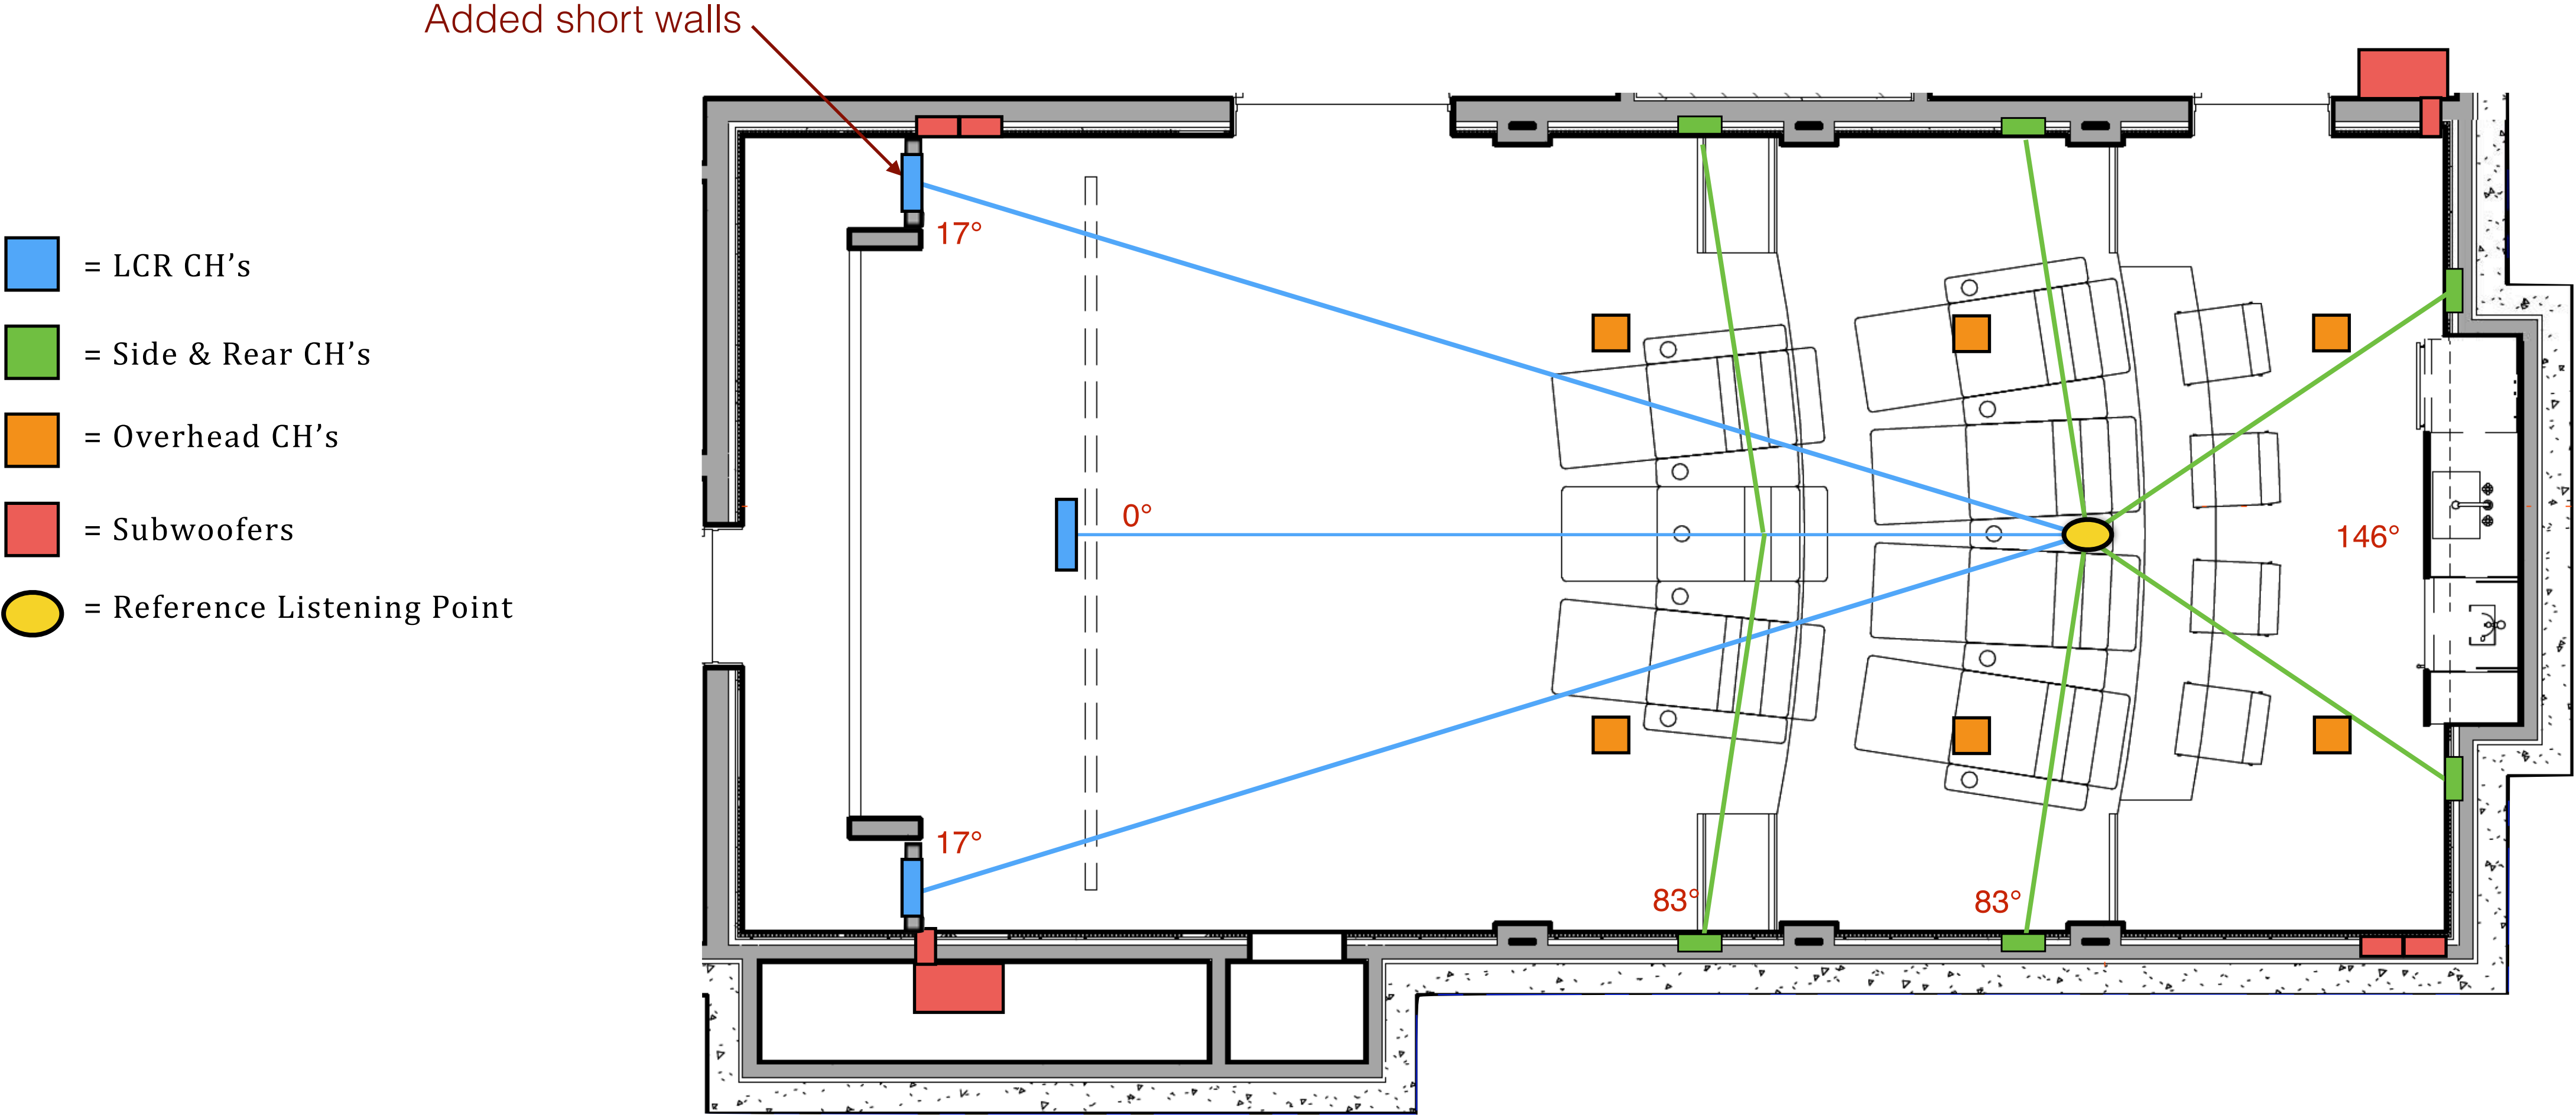 Added short walls
17°
= LCR CH’s
= Side & Rear CH’s
= Overhead CH’s
0°
= Subwoofers
146°
= Reference Listening Point
17°
83°
83°